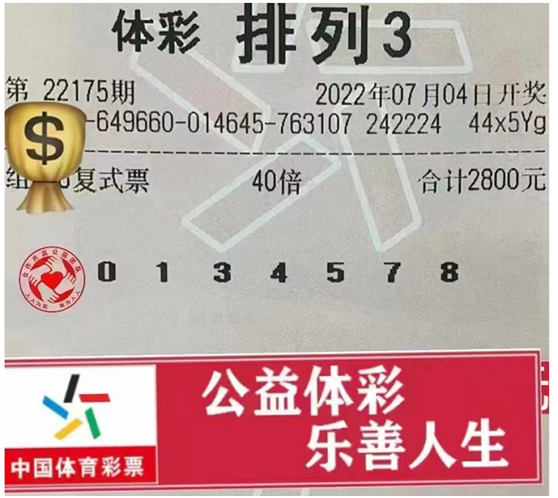 体彩 排列3
第 22175期 2022年07月04日开奖
-649660-014645-763107 242224 44x5Yg
组 复式票 40倍 合计2800元
0 1 3 4 5 7 8
公益体彩
乐善人生
中国体育彩票